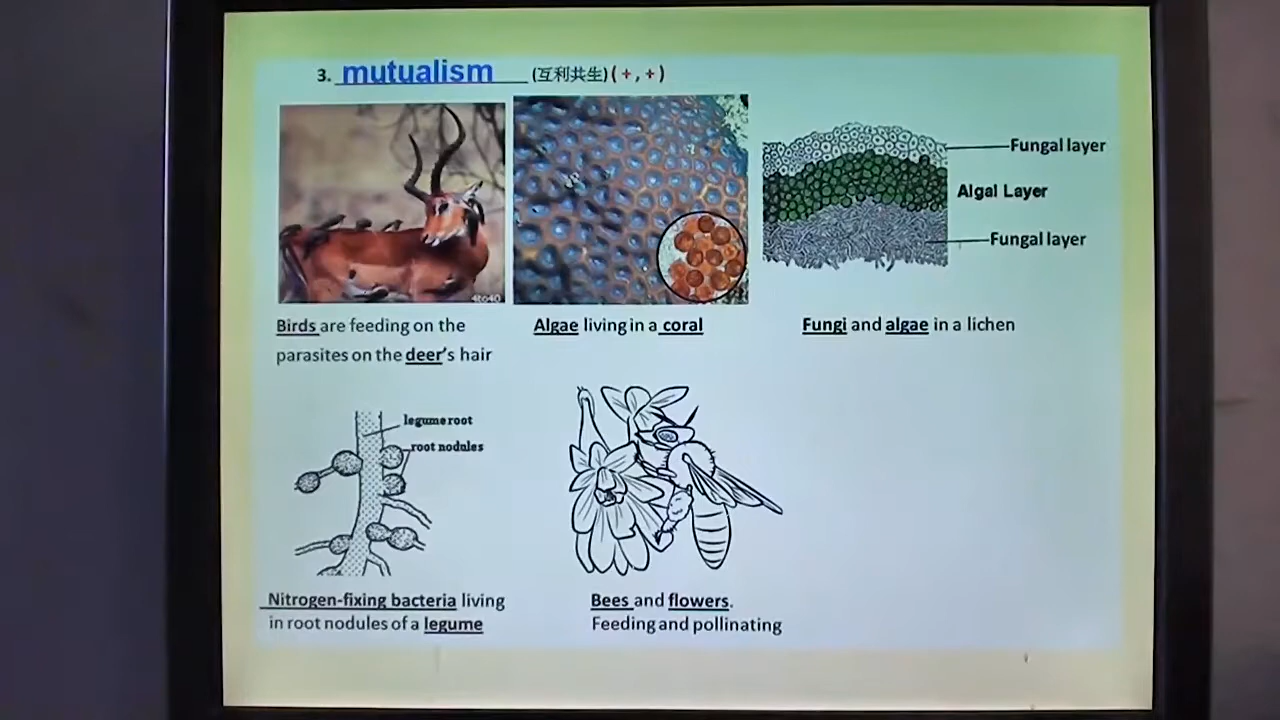 3. mutualism (互利共生) ( + , + )
4to40
Fungal layer
Algal Layer
Fungal layer
Birds are feeding on the
parasites on the deer's hair
Algae living in a coral
Fungi and algae in a lichen
legume root
root nodules
Nitrogen-fixing bacteria living
in root nodules of a legume
Bees and flowers.
Feeding and pollinating